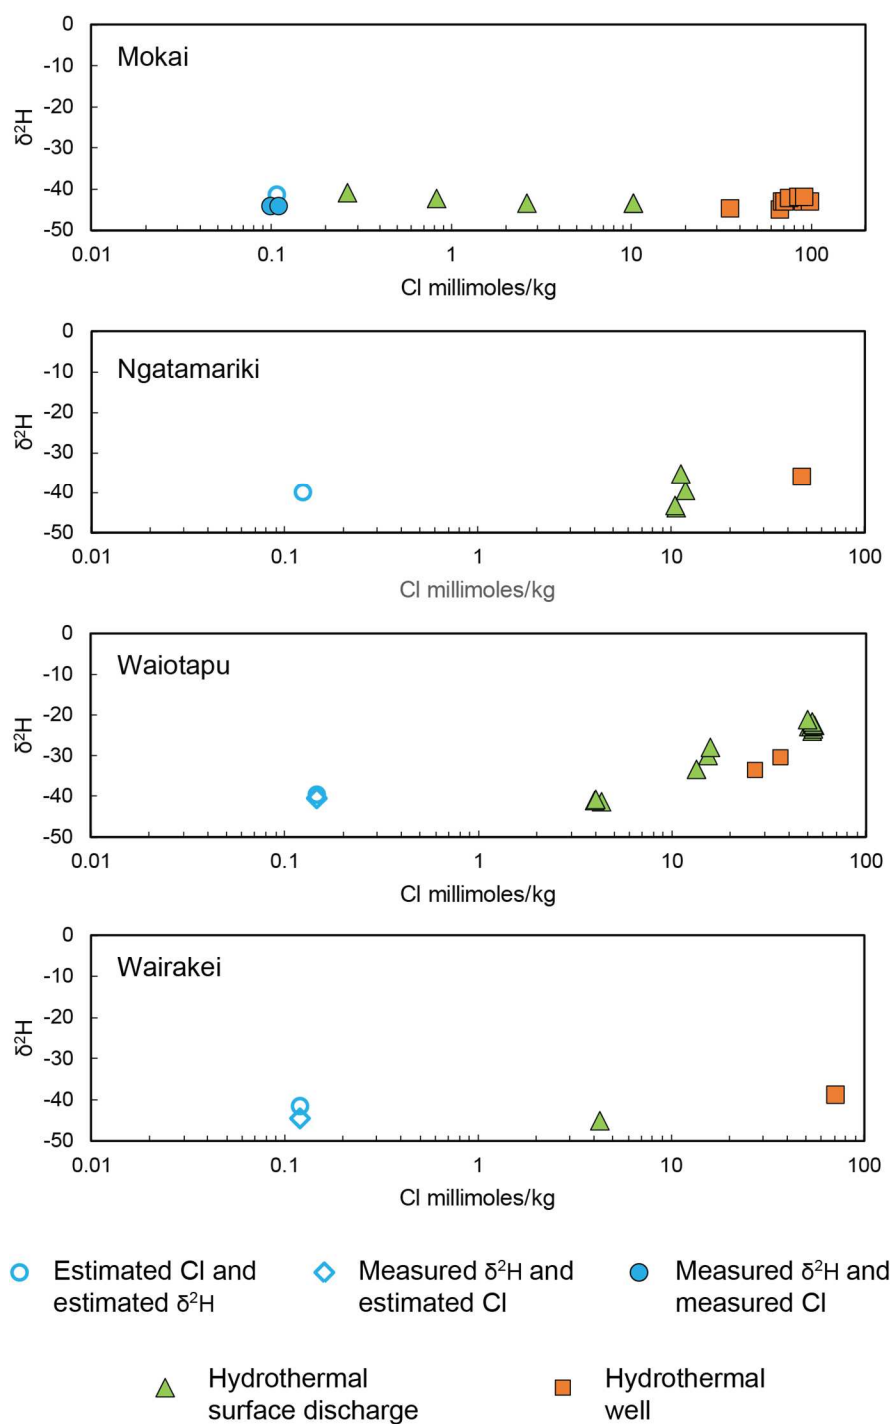 0
Mokai
-10
-20
δ²H
-30
-40
-50
0.01 0.1 1 10 100
Cl millimoles/kg
0
Ngatamariki
-10
-20
δ²H
-30
-40
-50
0.01 0.1 1 10 100
Cl millimoles/kg
0
Waiotapu
-10
-20
δ²H
-30
-40
-50
0.01 0.1 1 10 100
Cl millimoles/kg
0
Wairakei
-10
-20
δ²H
-30
-40
-50
0.01 0.1 1 10 100
Cl millimoles/kg
Estimated Cl and
estimated δ²H
Measured δ²H and
estimated Cl
Measured δ²H and
measured Cl
Hydrothermal
surface discharge
Hydrothermal
well